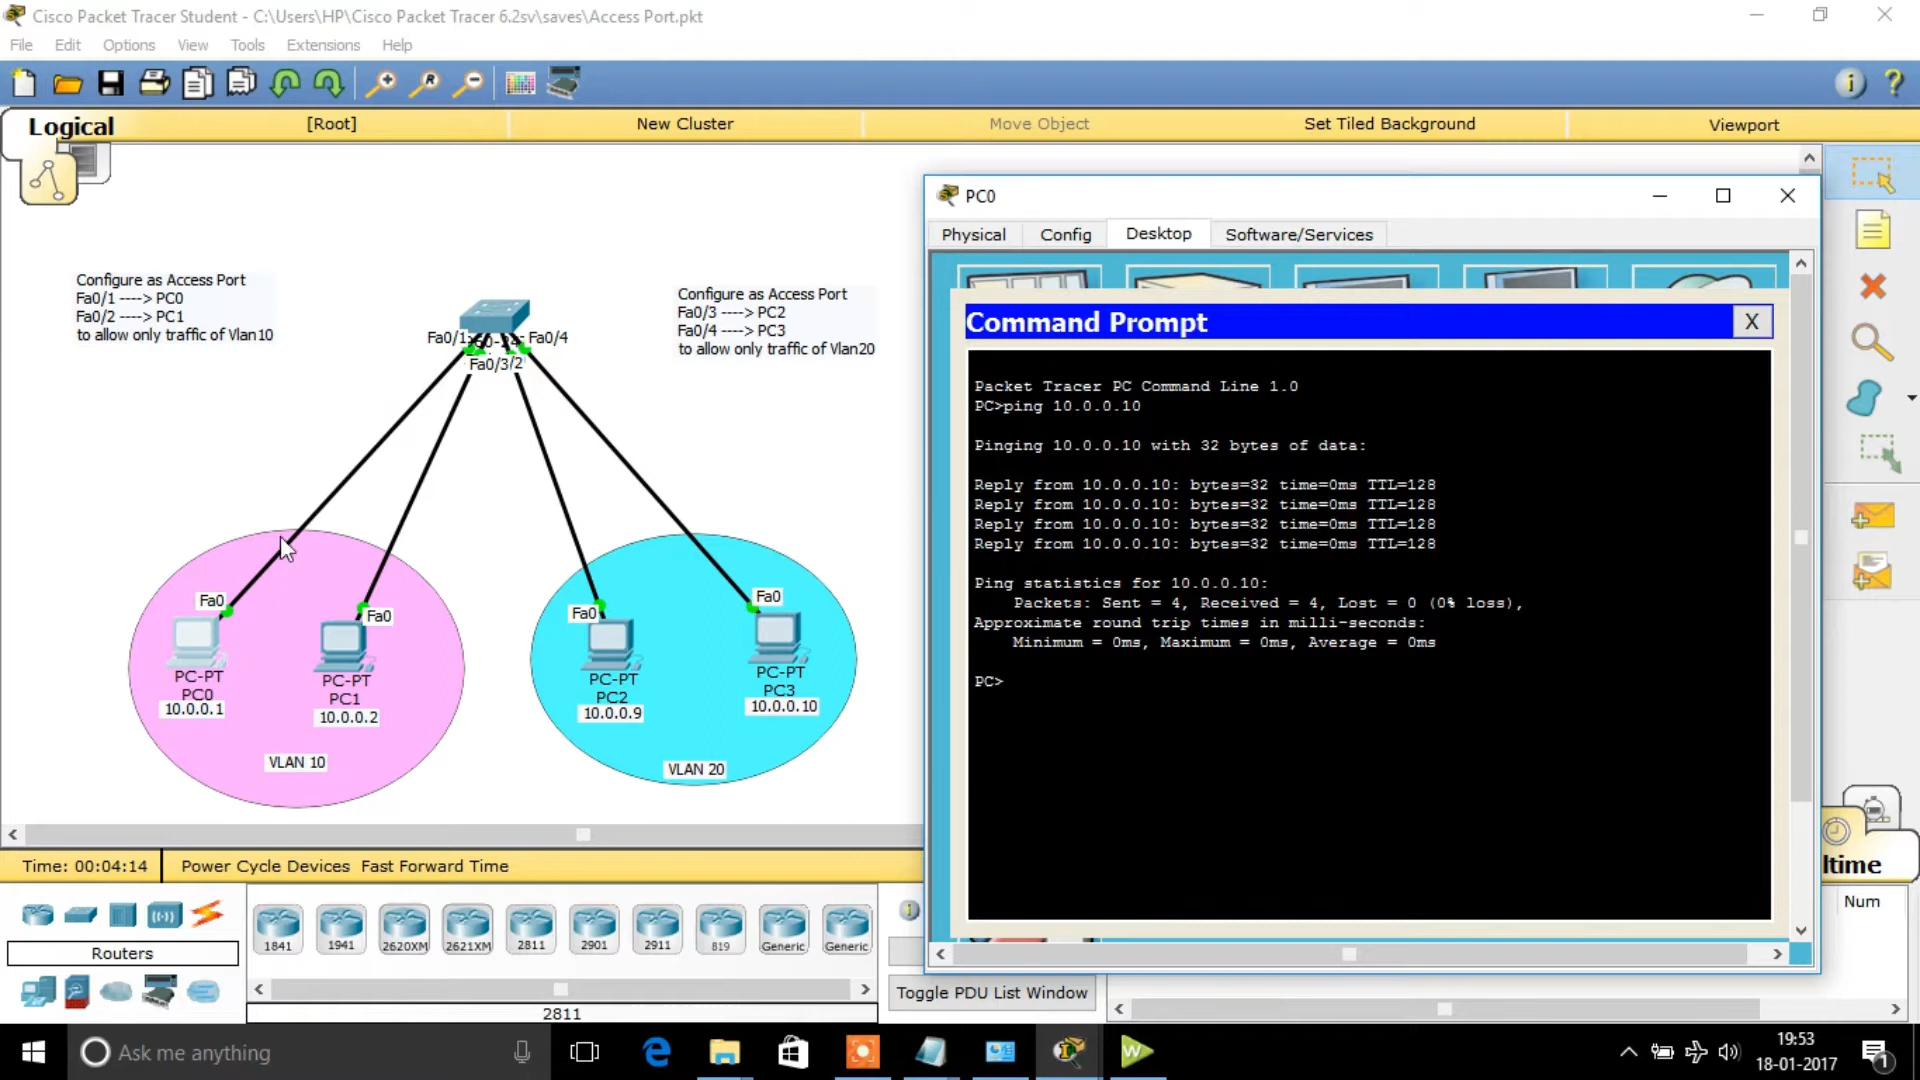 Cisco Packet Tracer Student - C:\Users\HP\Cisco Packet Tracer 6.2sv\saves\Access Port.pkt
File Edit Options View Tools Extensions Help
Logical [Root] New Cluster Move Object Set Tiled Background Viewport
Configure as Access Port
Fa0/1 ----> PC0
Fa0/2 ----> PC1
to allow only traffic of Vlan10
Configure as Access Port
Fa0/3 ----> PC2
Fa0/4 ----> PC3
to allow only traffic of Vlan20
Fa0/1
Fa0/4
Fa0/3/2
Fa0
PC-PT
PC0
10.0.0.1
Fa0
PC-PT
PC1
10.0.0.2
VLAN 10
Fa0
PC-PT
PC2
10.0.0.9
Fa0
PC-PT
PC3
10.0.0.10
VLAN 20
PC0
Physical Config Desktop Software/Services
Command Prompt X
Packet Tracer PC Command Line 1.0
PC>ping 10.0.0.10
Pinging 10.0.0.10 with 32 bytes of data:
Reply from 10.0.0.10: bytes=32 time=0ms TTL=128
Reply from 10.0.0.10: bytes=32 time=0ms TTL=128
Reply from 10.0.0.10: bytes=32 time=0ms TTL=128
Reply from 10.0.0.10: bytes=32 time=0ms TTL=128
Ping statistics for 10.0.0.10:
Packets: Sent = 4, Received = 4, Lost = 0 (0% loss),
Approximate round trip times in milli-seconds:
Minimum = 0ms, Maximum = 0ms, Average = 0ms
PC>
Time: 00:04:14 Power Cycle Devices Fast Forward Time
ltime
Routers
1841 1941 2620XM 2621XM 2811 2901 2911 819 Generic Generic
2811
Toggle PDU List Window
Num
Ask me anything
19:53
18-01-2017
1